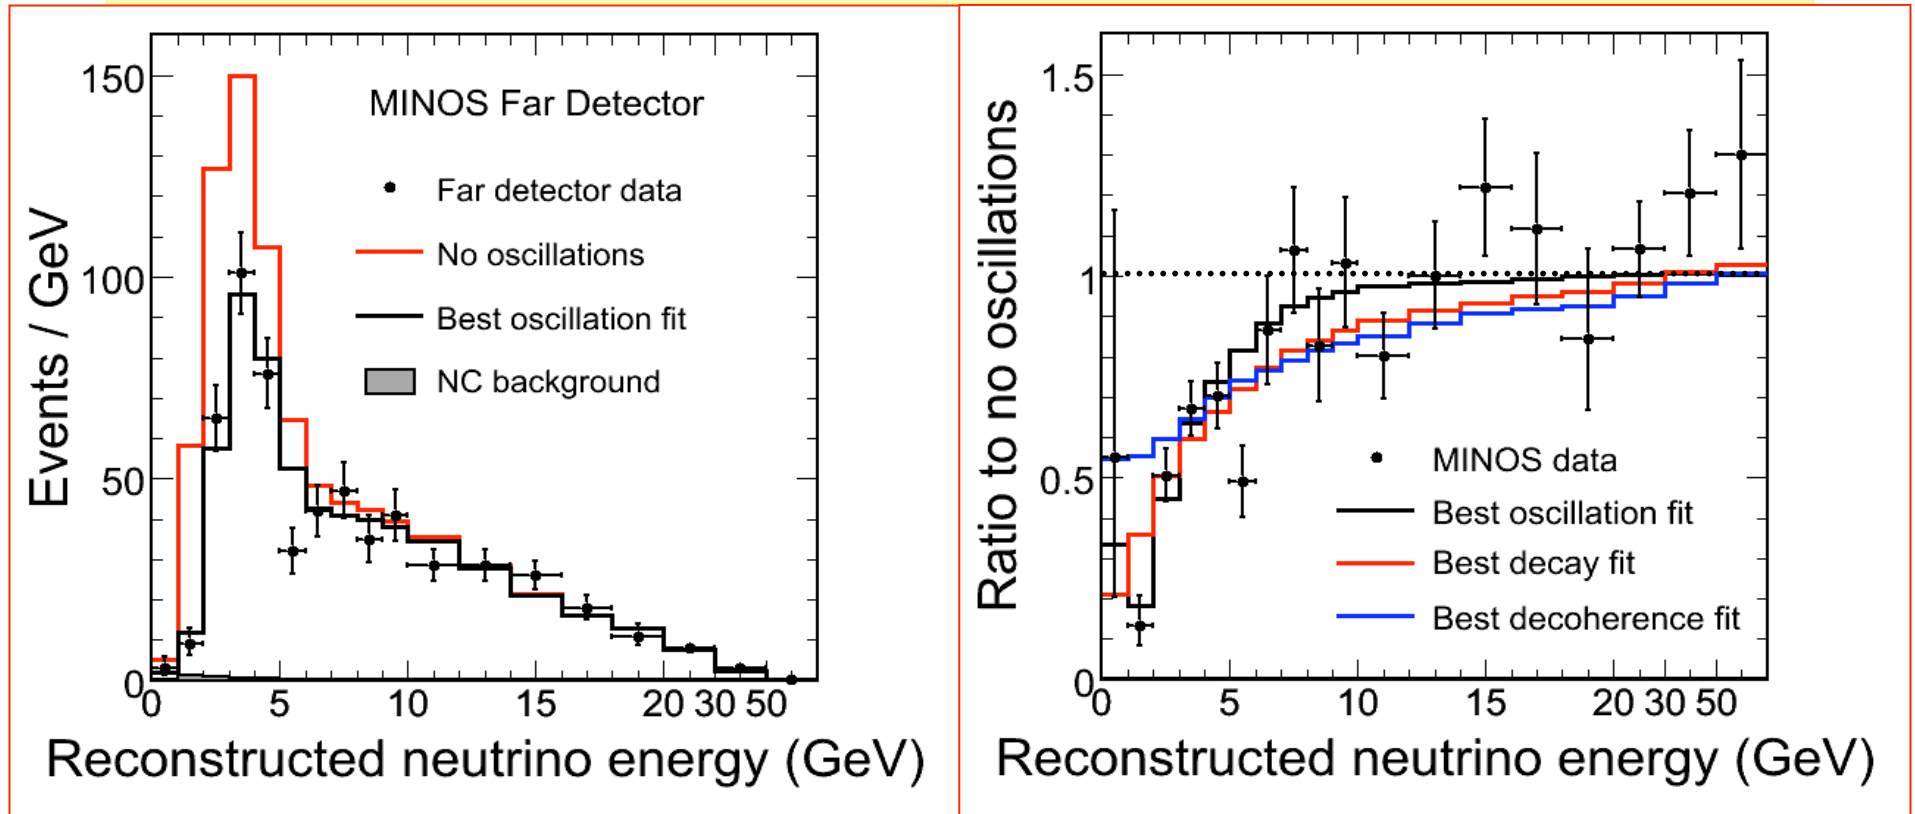 150
100
50
0
Events / GeV
MINOS Far Detector
Far detector data
No oscillations
Best oscillation fit
NC background
0 5 10 15 20 30 50
Reconstructed neutrino energy (GeV)
1.5
1
0.5
0
Ratio to no oscillations
MINOS data
Best oscillation fit
Best decay fit
Best decoherence fit
0 5 10 15 20 30 50
Reconstructed neutrino energy (GeV)